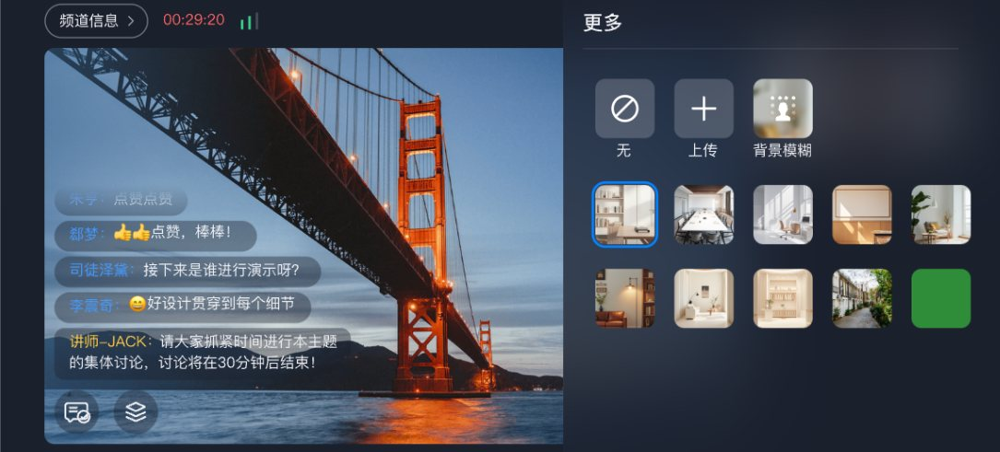 频道信息 >
00:29:20
更多
无
上传
背景模糊
朱亨：点赞点赞
郄梦：👍👍点赞，棒棒！
司徒泽黛：接下来是谁进行演示呀?
李震奇：😄好设计贯穿到每个细节
讲师-JACK：请大家抓紧时间进行本主题
的集体讨论，讨论将在30分钟后结束！